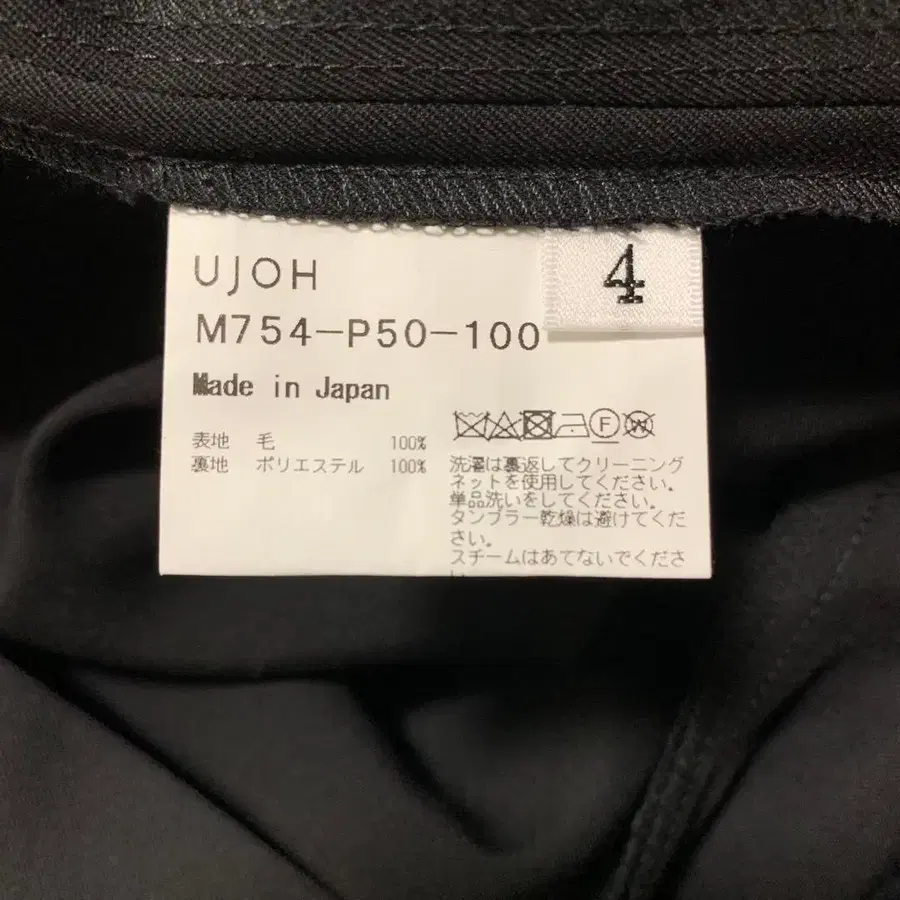 UJOH
4
M754-P50-100
Made in Japan
表地 毛 100%
裏地 ポリエステル 100%
F
W
洗濯は裏返してクリーニング
ネットを使用してください。
単品洗いをしてください。
タンブラー乾燥は避けてくだ
さい。
スチームはあてないでくださ